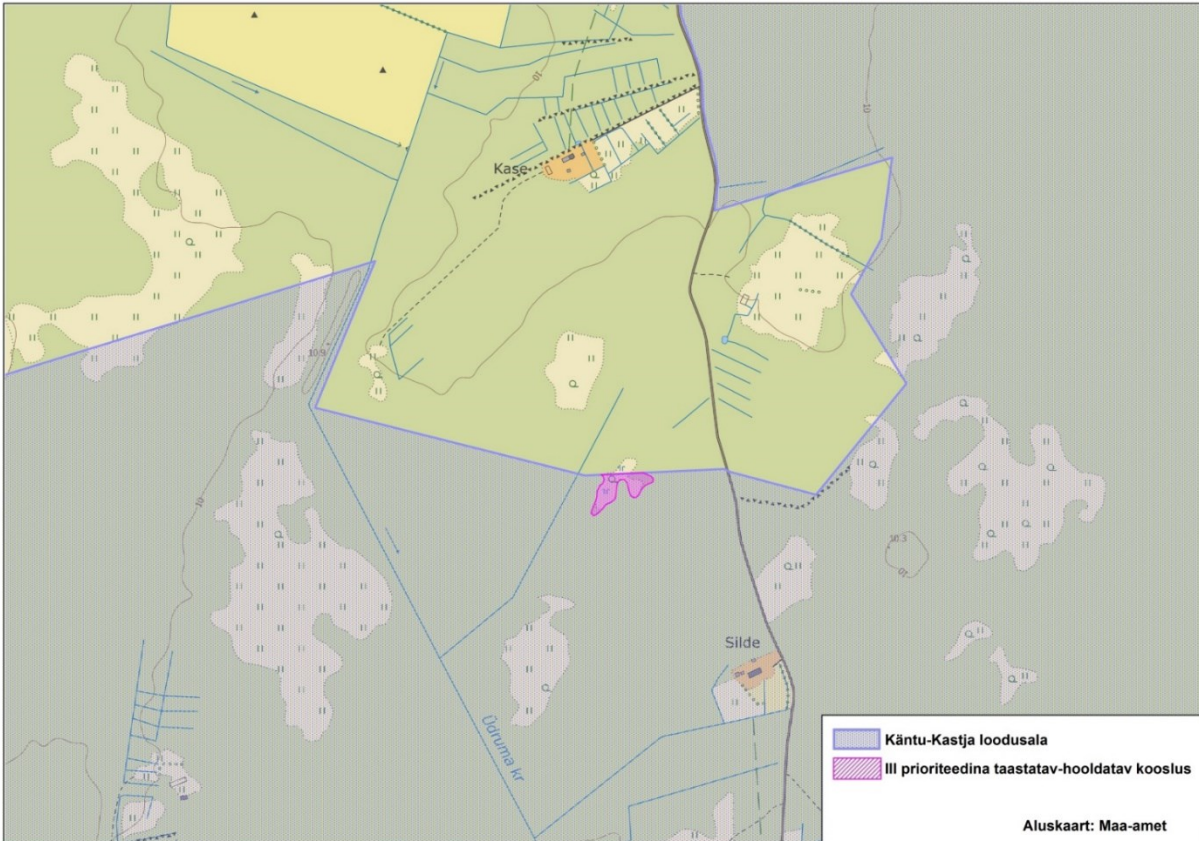 10
10
Kase
10.9
10
10.3
10
Silde
Üdruma kr
Käntu-Kastja loodusala
III prioriteedina taastatav-hooldatav kooslus
Aluskaart: Maa-amet